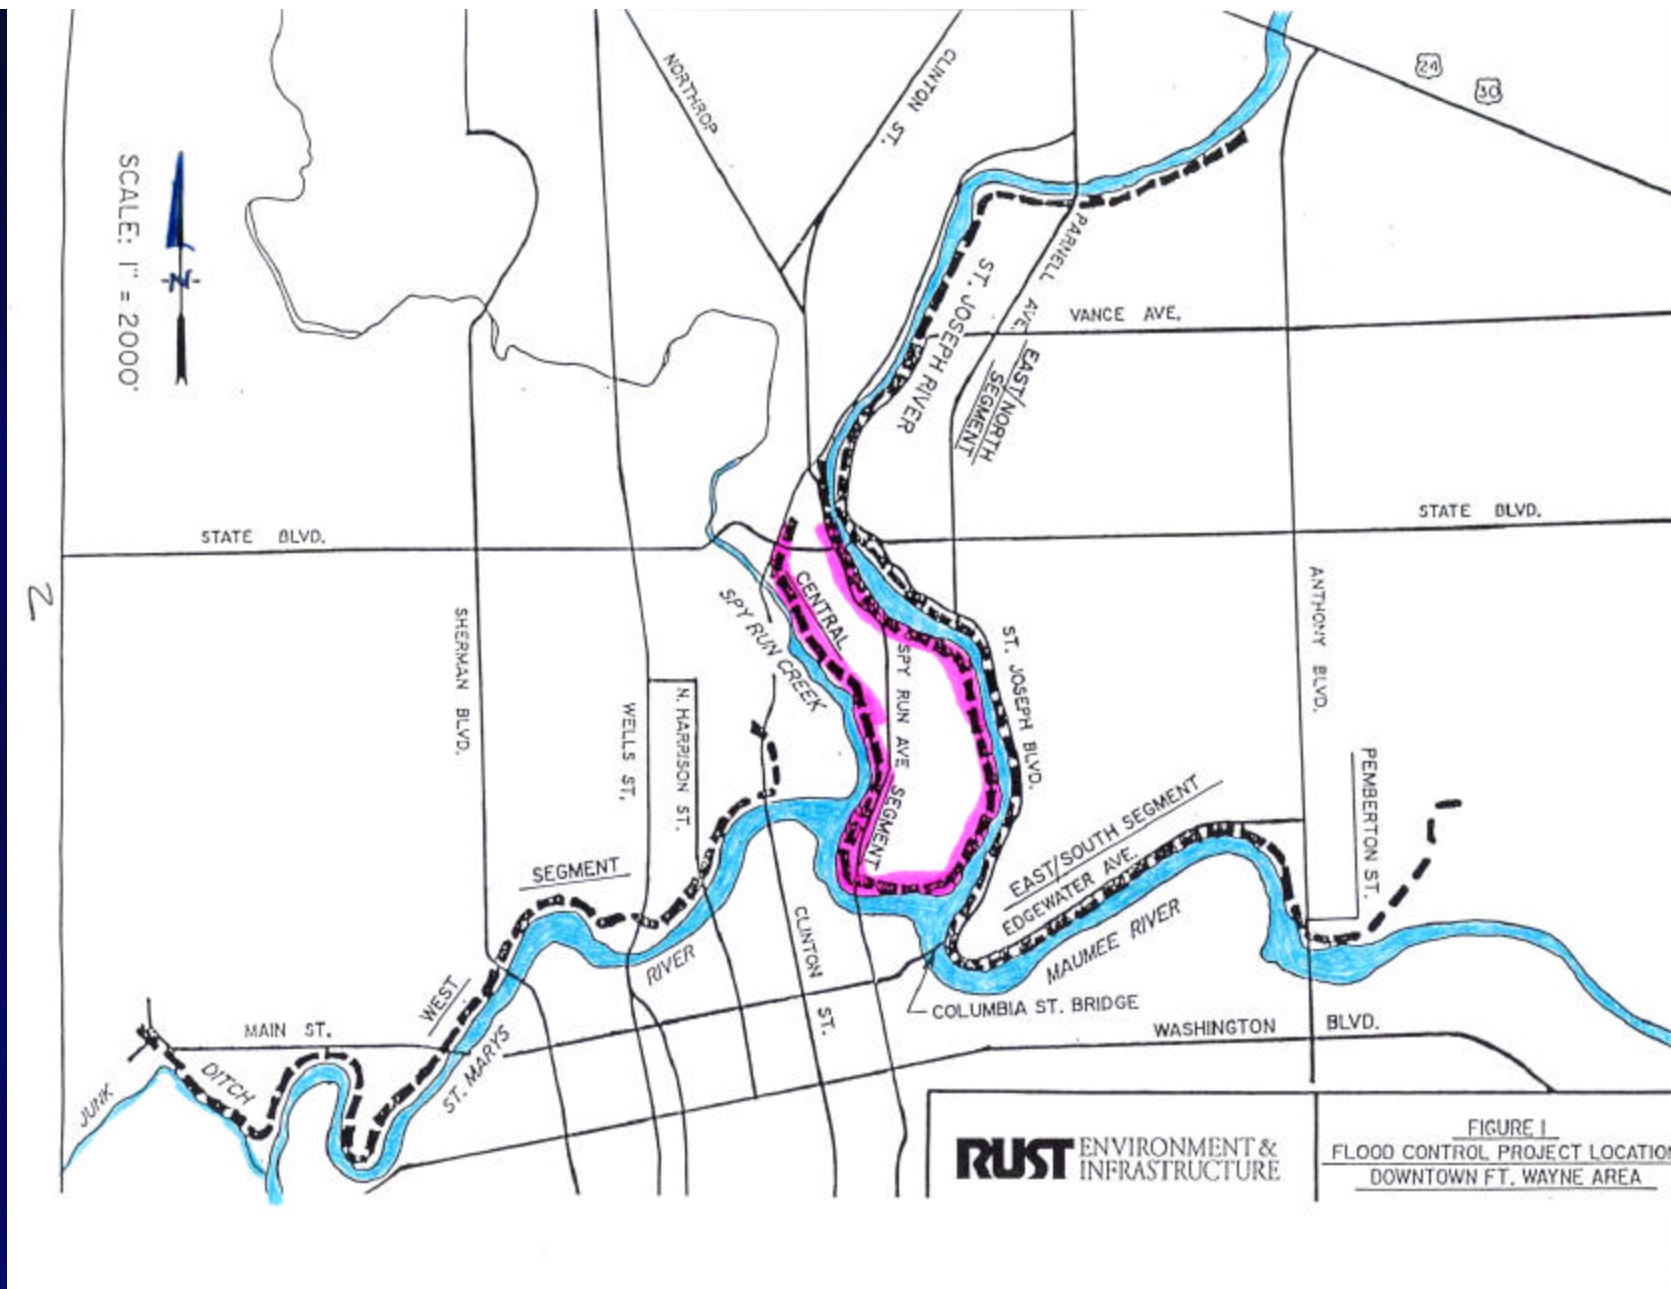 NORTHROP
CLINTON
ST.
24
30
SCALE: 1" = 2000'
N
PARNELL AVE.
ST. JOSEPH RIVER
VANCE AVE.
EAST/NORTH
SEGMENT
STATE BLVD.
STATE BLVD.
2
CENTRAL
SPY RUN CREEK
SPY RUN AVE
SEGMENT
ST. JOSEPH BLVD.
ANTHONY BLVD.
SHERMAN BLVD.
WELLS ST.
N. HARRISON ST.
PEMBERTON ST.
EAST/SOUTH SEGMENT
EDGEWATER AVE.
MAUMEE RIVER
SEGMENT
WEST
RIVER
ST. MARYS
CLINTON
ST.
COLUMBIA ST. BRIDGE
MAIN ST.
WASHINGTON BLVD.
JUNK
DITCH
RUST ENVIRONMENT &
INFRASTRUCTURE
FIGURE 1
FLOOD CONTROL PROJECT LOCATION
DOWNTOWN FT. WAYNE AREA